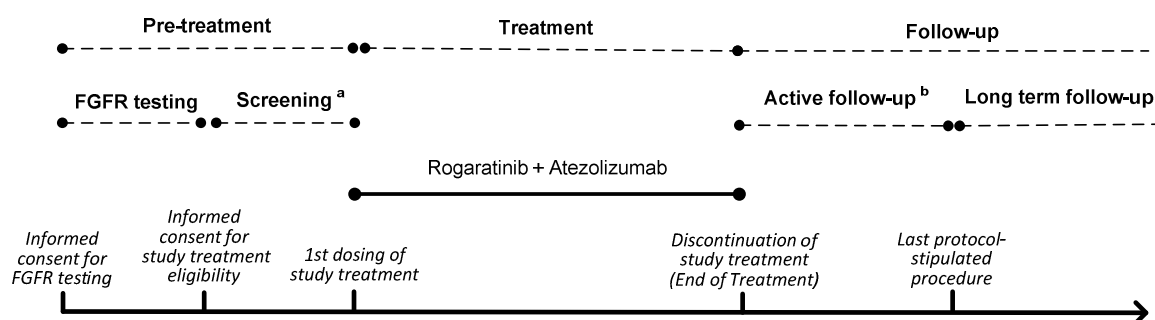 Pre-treatment
Treatment
Follow-up
FGFR testing
Screening a
Active follow-up b
Long term follow-up
Rogaratinib + Atezolizumab
Informed
consent for
FGFR testing
Informed
consent for
study treatment
eligibility
1st dosing of
study treatment
Discontinuation of
study treatment
(End of Treatment)
Last protocol-
stipulated
procedure